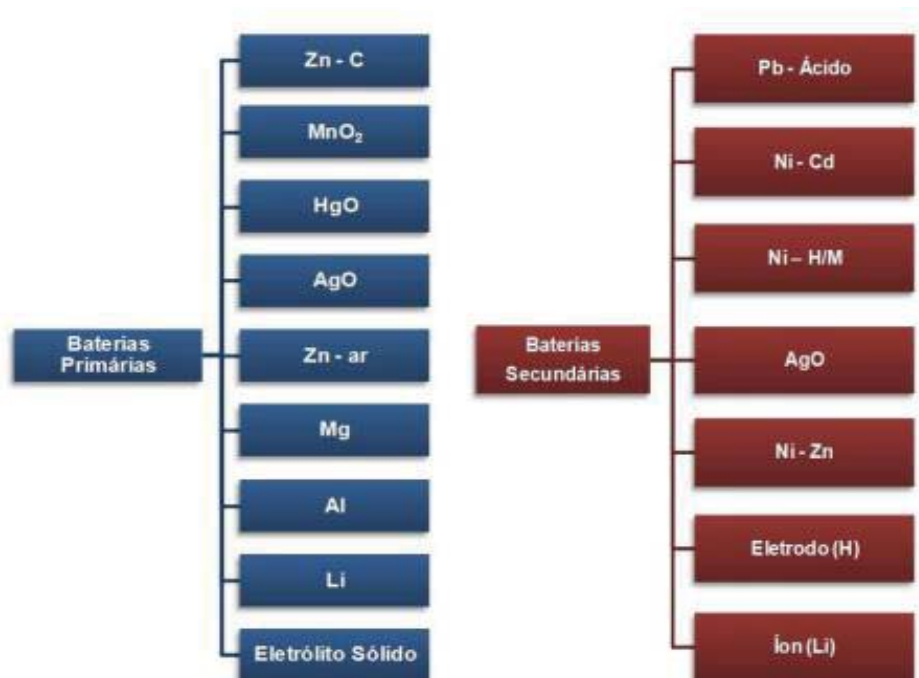 Baterias
Primárias
Zn - C
MnO₂
HgO
AgO
Zn - ar
Mg
Al
Li
Eletrólito Sólido
Baterias
Secundárias
Pb - Ácido
Ni - Cd
Ni – H/M
AgO
Ni - Zn
Eletrodo (H)
Íon (Li)